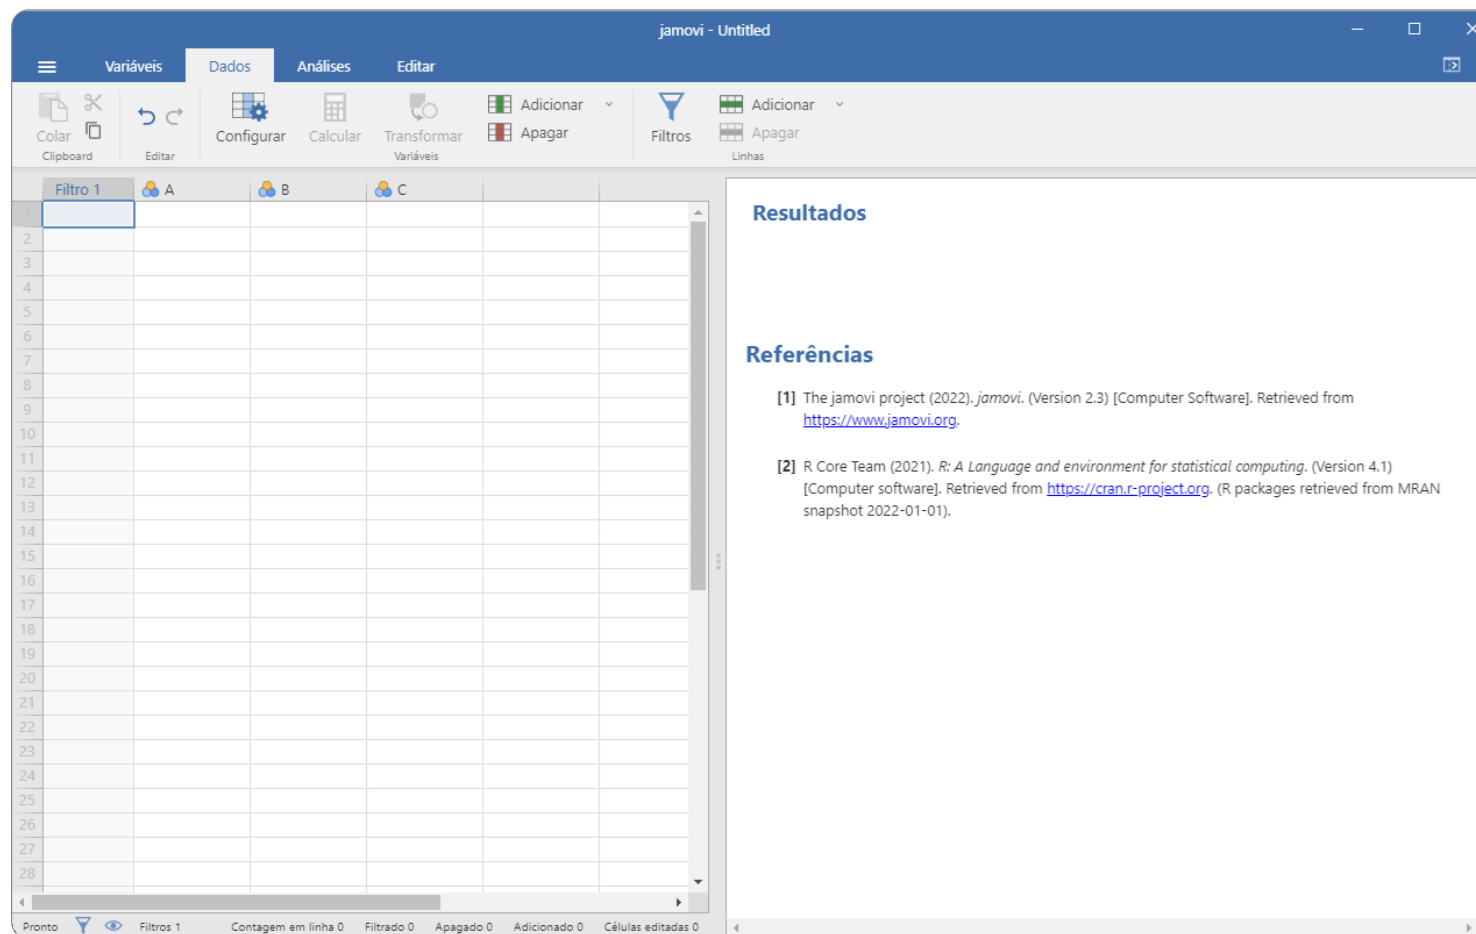 jamovi - Untitled
Variáveis Dados Análises Editar
Colar
Clipboard
Editar
Configurar Calcular Transformar
Variáveis
Adicionar
Apagar
Filtros
Adicionar
Apagar
Linhas
Filtro 1 A B C
1
2
3
4
5
6
7
8
9
10
11
12
13
14
15
16
17
18
19
20
21
22
23
24
25
26
27
28
Pronto Filtros 1 Contagem em linha 0 Filtrado 0 Apagado 0 Adicionado 0 Células editadas 0
Resultados
Referências
[1] The jamovi project (2022). jamovi. (Version 2.3) [Computer Software]. Retrieved from
https://www.jamovi.org.
[2] R Core Team (2021). R: A Language and environment for statistical computing. (Version 4.1)
[Computer software]. Retrieved from https://cran.r-project.org. (R packages retrieved from MRAN
snapshot 2022-01-01).